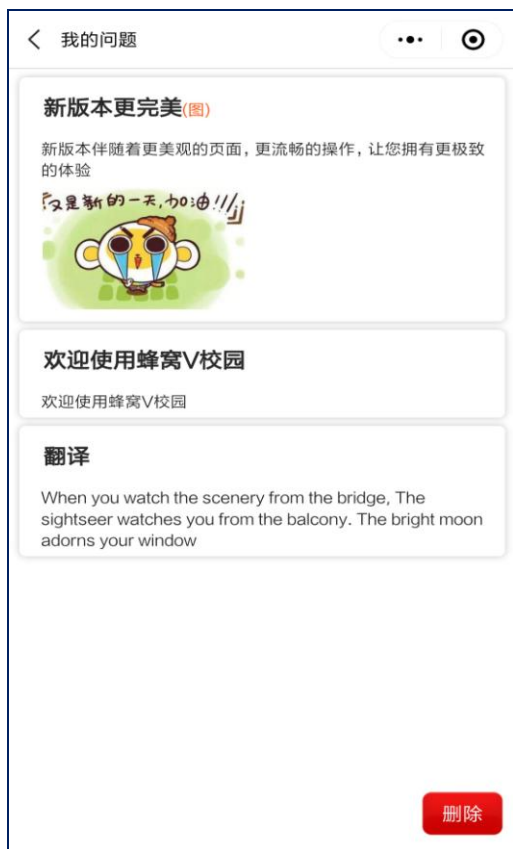 我的问题
新版本更完美(图)
新版本伴随着更美观的页面，更流畅的操作，让您拥有更极致
的体验
又是新的一天，加油!!!
欢迎使用蜂窝V校园
欢迎使用蜂窝V校园
翻译
When you watch the scenery from the bridge, The
sightseer watches you from the balcony. The bright moon
adorns your window
删除